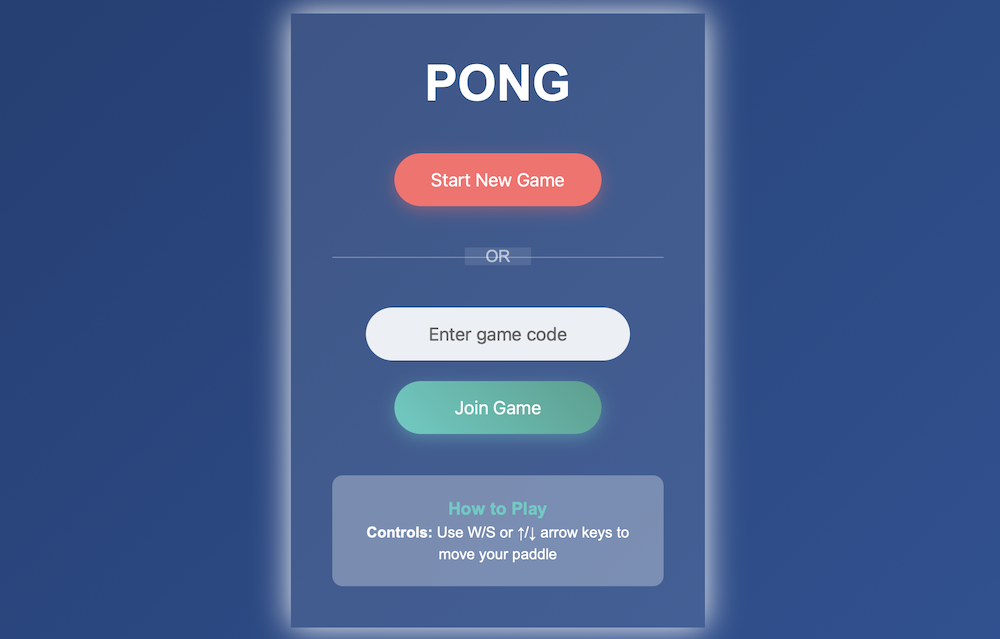 PONG
Start New Game
OR
Enter game code
Join Game
How to Play
Controls: Use W/S or ↑/↓ arrow keys to
move your paddle